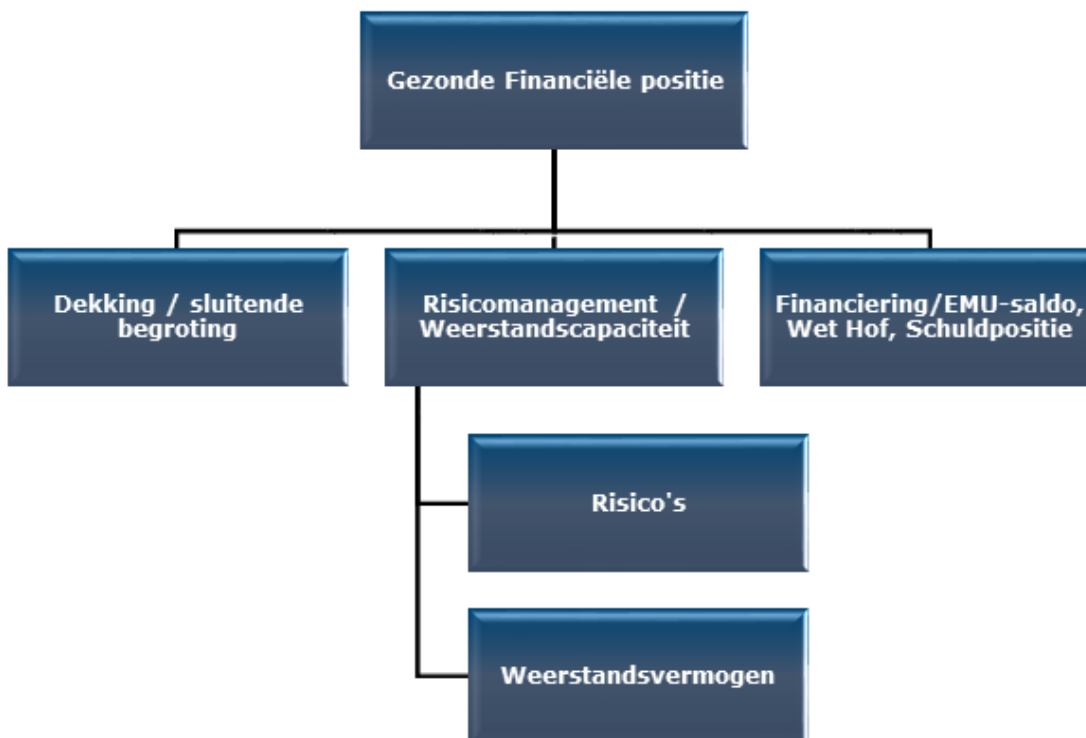 Gezonde Financiële positie
Dekking / sluitende
begroting
Risicomanagement /
Weerstandscapaciteit
Financiering/EMU-saldo,
Wet Hof, Schuldpositie
Risico's
Weerstandsvermogen